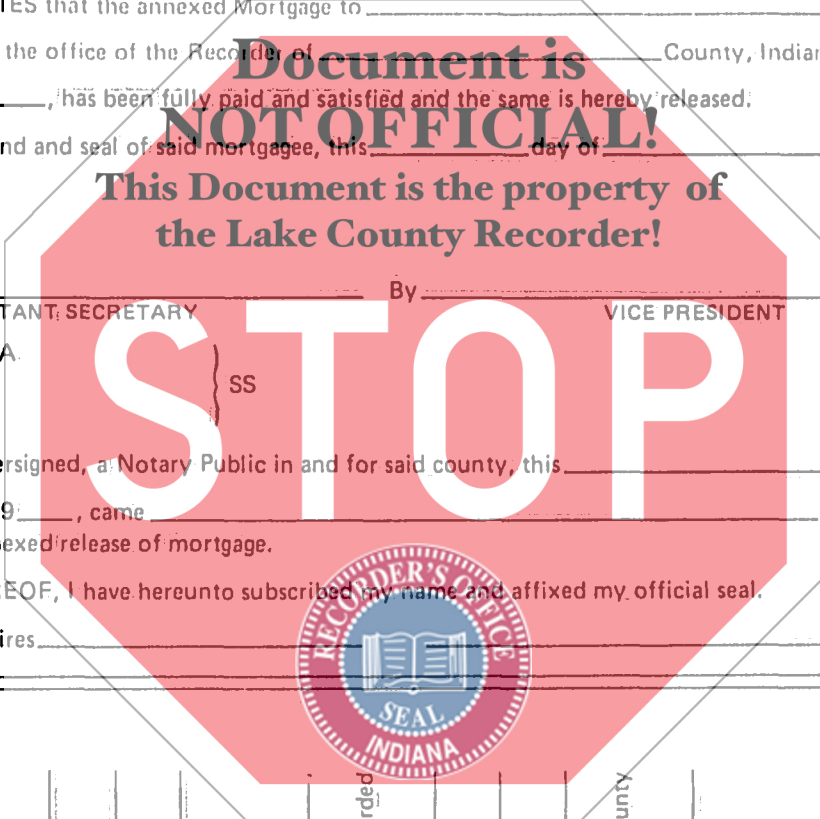 ES that the annexed Mortgage to
the office of the Recorder of County, Indian
, has been fully paid and satisfied and the same is hereby released.
nd and seal of said mortgagee, this day of
Document is
NOT OFFICIAL!
This Document is the property of
the Lake County Recorder!
By
TANT SECRETARY VICE PRESIDENT
A
SS
STOP
ersigned, a Notary Public in and for said county, this
9 , came
exed release of mortgage.
EOF, I have hereunto subscribed my name and affixed my official seal.
ires
RECORDER'S OFFICE
SEAL
INDIANA
rded
unty